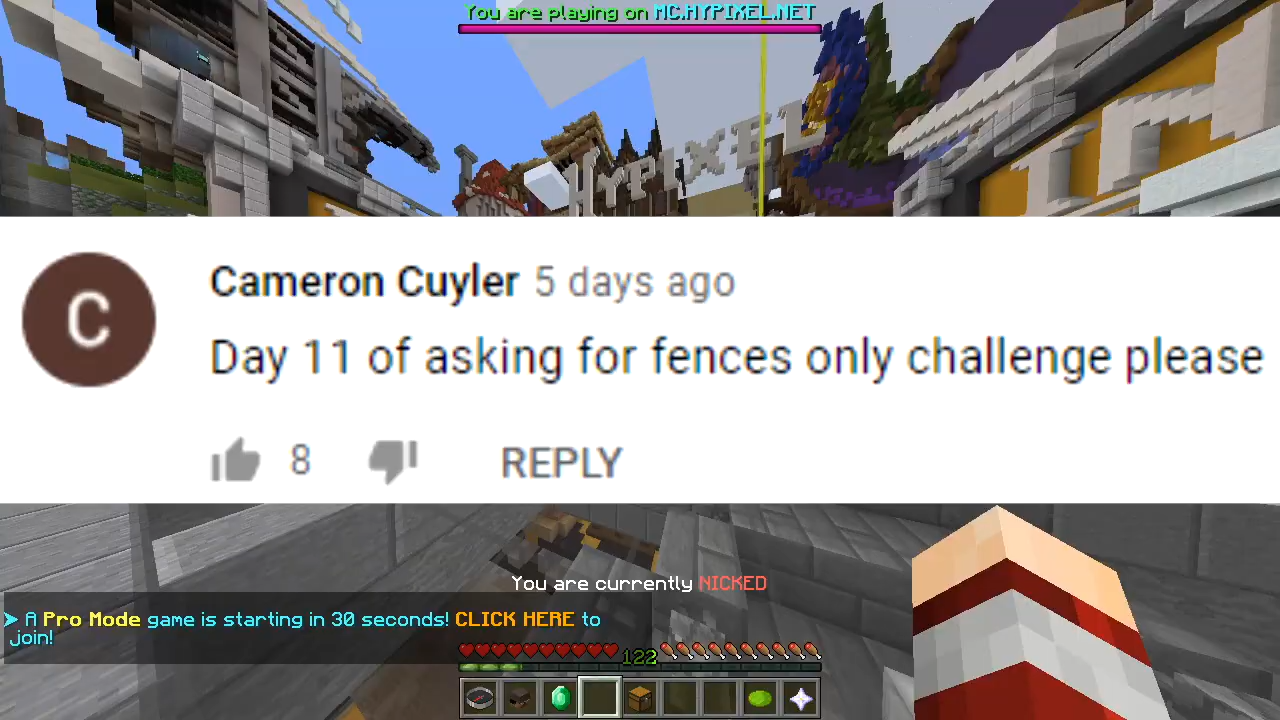 You are playing on MC.HYPIXEL.NET
HYPIXEL
C
Cameron Cuyler 5 days ago
Day 11 of asking for fences only challenge please
8
REPLY
You are currently NICKED
➤ A Pro Mode game is starting in 30 seconds! CLICK HERE to
join!
122